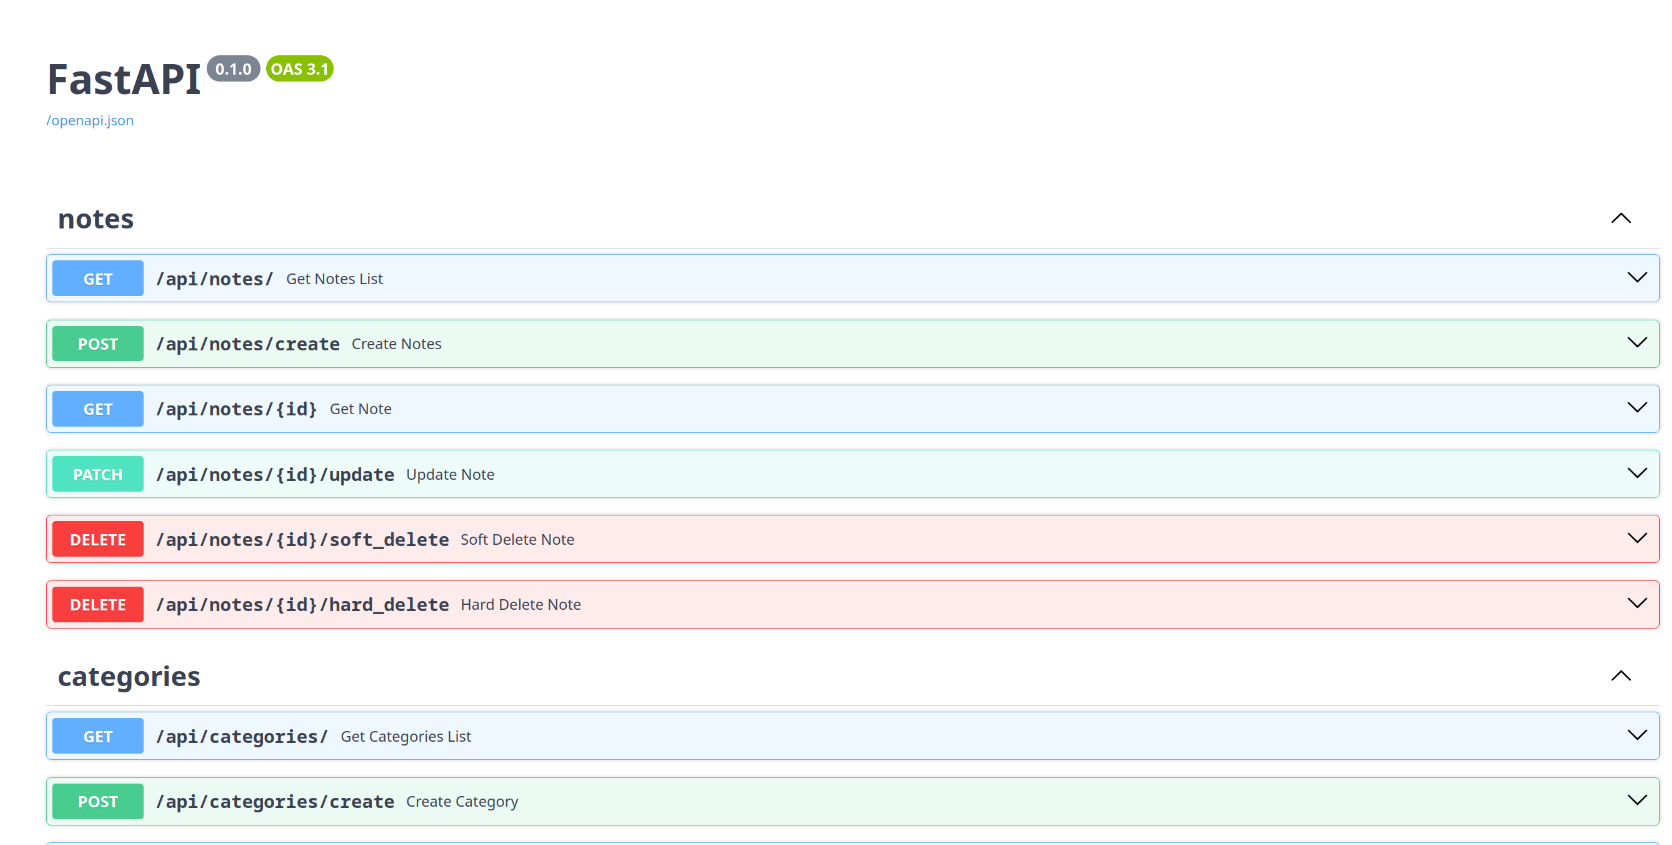 FastAPI 0.1.0 OAS 3.1
/openapi.json
notes
GET /api/notes/ Get Notes List
POST /api/notes/create Create Notes
GET /api/notes/{id} Get Note
PATCH /api/notes/{id}/update Update Note
DELETE /api/notes/{id}/soft_delete Soft Delete Note
DELETE /api/notes/{id}/hard_delete Hard Delete Note
categories
GET /api/categories/ Get Categories List
POST /api/categories/create Create Category